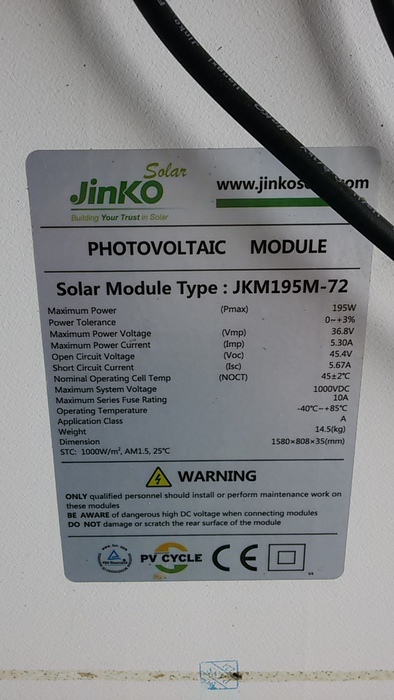 Solar
JinKO
www.jinkos
om
Building Your Trust in Solar
PHOTOVOLTAIC MODULE
Solar Module Type : JKM195M-72
Maximum Power (Pmax) 195W
Power Tolerance 0~+3%
Maximum Power Voltage (Vmp) 36.8V
Maximum Power Current (Imp) 5.30A
Open Circuit Voltage (Voc) 45.4V
Short Circuit Current (Isc) 5.67A
Nominal Operating Cell Temp (NOCT) 45±2℃
Maximum System Voltage 1000VDC
Maximum Series Fuse Rating 10A
Operating Temperature -40℃~+85℃
Application Class A
Weight 14.5(kg)
Dimension 1580×808×35(mm)
STC: 1000W/m², AM1.5, 25℃
WARNING
ONLY qualified personnel should install or perform maintenance work on
these modules
BE AWARE of dangerous high DC voltage when connecting modules
DO NOT damage or scratch the rear surface of the module
PV CYCLE CE